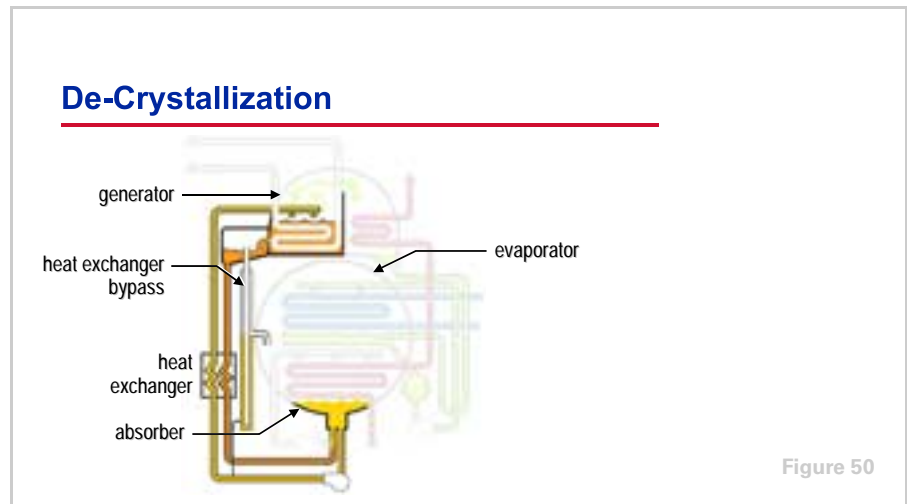 De-Crystallization
generator
evaporator
heat exchanger
bypass
heat
exchanger
absorber
Figure 50